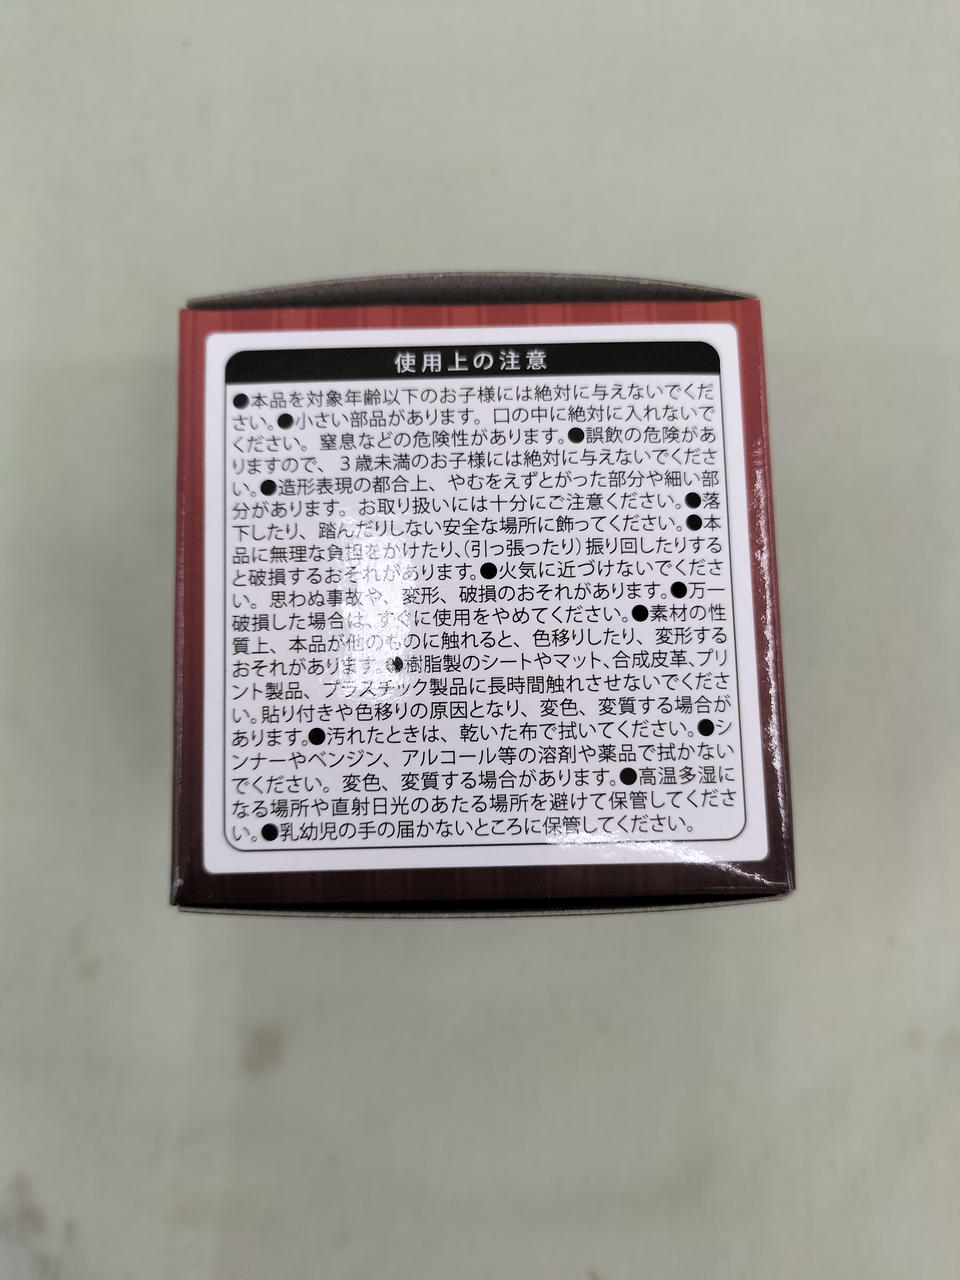 使用上の注意
●本品を対象年齢以下のお子様には絶対に与えないでくだ
さい。●小さい部品があります。口の中に絶対に入れないで
ください。窒息などの危険性があります。●誤飲の危険があ
りますので、３歳未満のお子様には絶対に与えないでくださ
い。●造形表現の都合上、やむをえずとがった部分や細い部
分があります。お取り扱いには十分にご注意ください。●落
下したり、踏んだりしない安全な場所に飾ってください。●本
品に無理な負担をかけたり、(引っ張ったり)振り回したりする
と破損するおそれがあります。●火気に近づけないでくださ
い。思わぬ事故や、変形、破損のおそれがあります。●万一
破損した場合は、すぐに使用をやめてください。●素材の性
質上、本品が他のものに触れると、色移りしたり、変形する
おそれがあります。●樹脂製のシートやマット、合成皮革、プリ
ント製品、プラスチック製品に長時間触れさせないでくださ
い。貼り付きや色移りの原因となり、変色、変質する場合が
あります。●汚れたときは、乾いた布で拭いてください。●シ
ンナーやベンジン、アルコール等の溶剤や薬品で拭かない
でください。変色、変質する場合があります。●高温多湿に
なる場所や直射日光のあたる場所を避けて保管してくださ
い。●乳幼児の手の届かないところに保管してください。